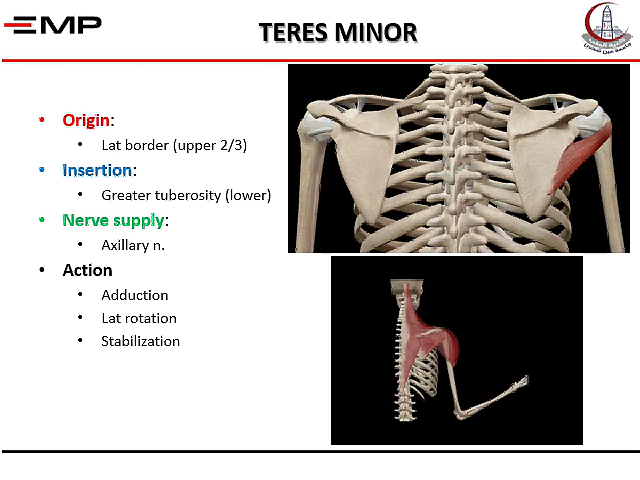 EMP
TERES MINOR
• Origin:
• Lat border (upper 2/3)
• Insertion:
• Greater tuberosity (lower)
• Nerve supply:
• Axillary n.
• Action
• Adduction
• Lat rotation
• Stabilization